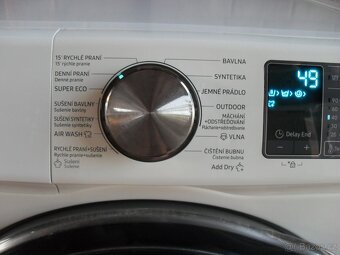 15' RYCHLÉ PRANÍ
15' rýchle pranie
DENNÍ PRANÍ
Denné pranie
SUPER ECO
SUŠENÍ BAVLNY
Sušenie bavlny
SUŠENÍ SYNTETIKY
Sušenie syntetiky
AIR WASH
RYCHLÉ PRANÍ+SUŠENÍ
Rýchle pranie+sušenie
Sušení
Sušenie
BAVLNA
SYNTETIKA
JEMNÉ PRÁDLO
OUTDOOR
MÁCHÁNÍ
+ODSTŘEĎOVÁNÍ
Plákanie+odstreďovanie
VLNA
ČIŠTĚNÍ BUBNU
Čistenie bubna
Add Dry
49
Delay End